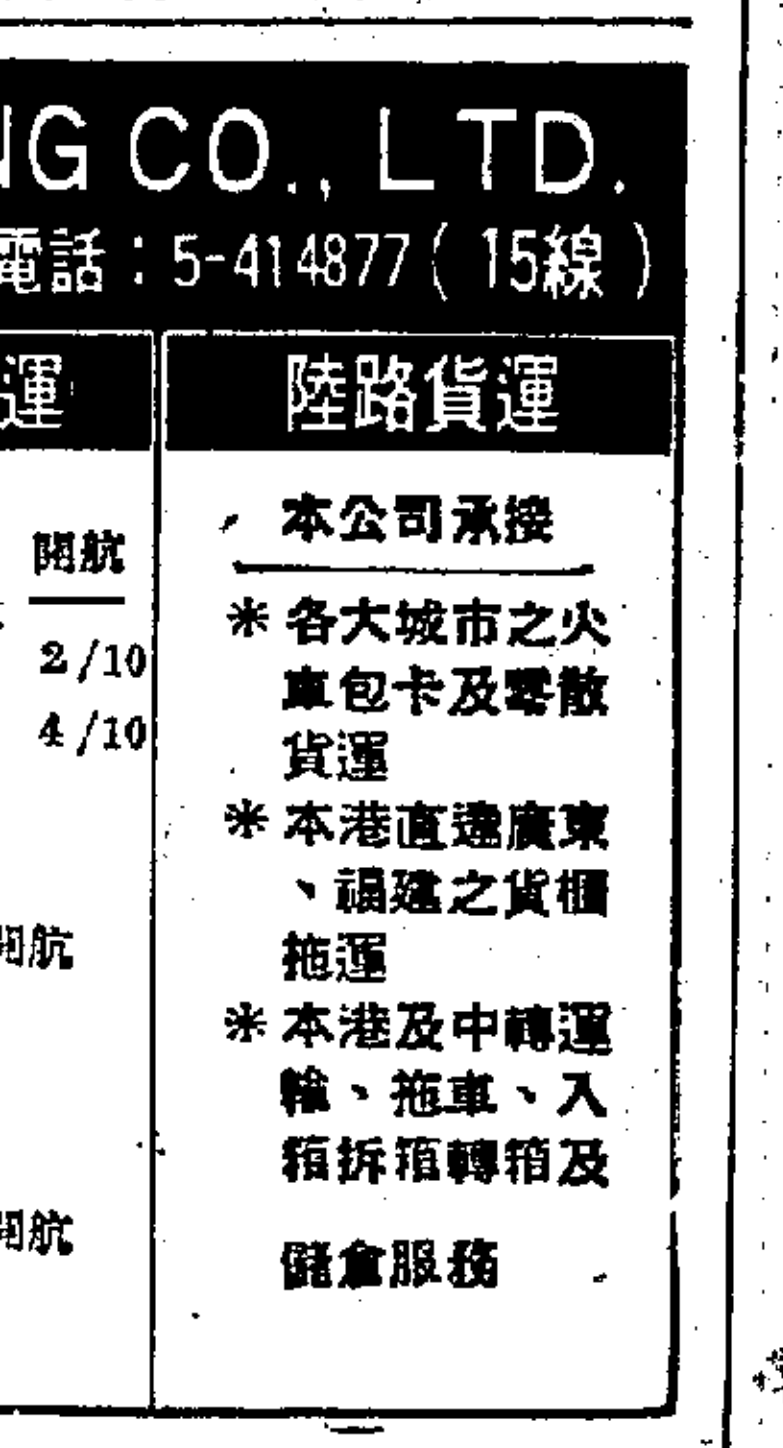 NG CO., LTD.
電話：5-414877（15線）
運
開航
2/10
4/10
開航
開航
陸路貨運
本公司承接
＊各大城市之火
車包卡及零散
貨運
＊本港直達廣東
、福建之貨櫃
拖運
＊本港及中轉運
輸、拖車、入
箱拆箱轉箱及
儲倉服務